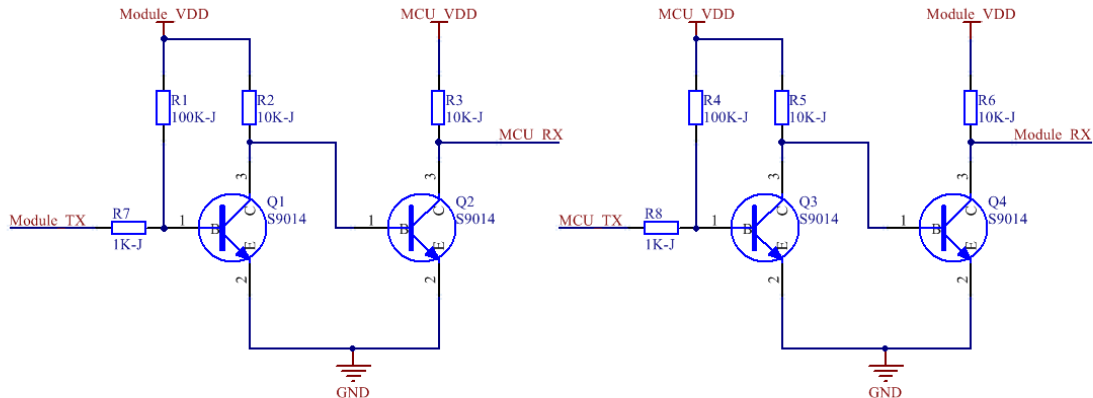 Module_VDD
MCU_VDD
MCU_VDD
Module_VDD
R1
100K-J
R2
10K-J
R3
10K-J
R4
100K-J
R5
10K-J
R6
10K-J
MCU_RX
Module_RX
3
3
3
3
Module_TX
R7
1K-J
1
B
C
E
Q1
S9014
1
B
C
E
Q2
S9014
MCU_TX
R8
1K-J
1
B
C
E
Q3
S9014
1
B
C
E
Q4
S9014
2
2
2
2
GND
GND